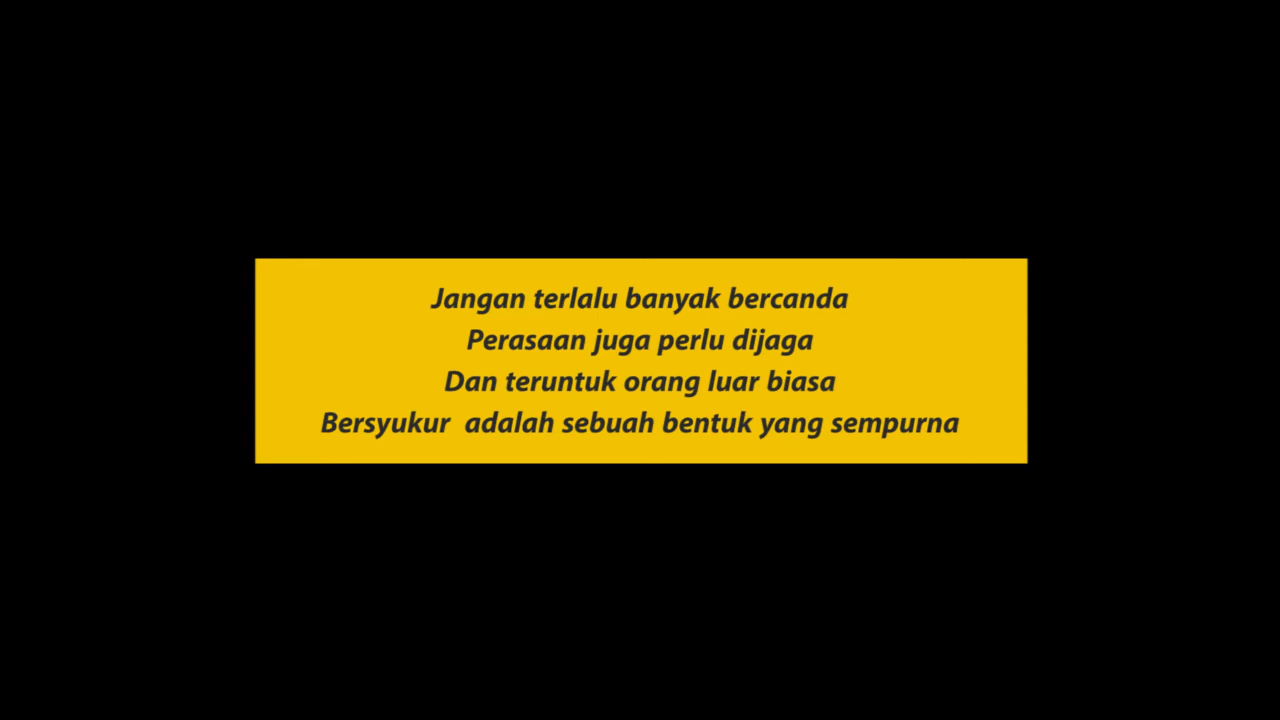 Jangan terlalu banyak bercanda
Perasaan juga perlu dijaga
Dan teruntuk orang luar biasa
Bersyukur  adalah sebuah bentuk yang sempurna